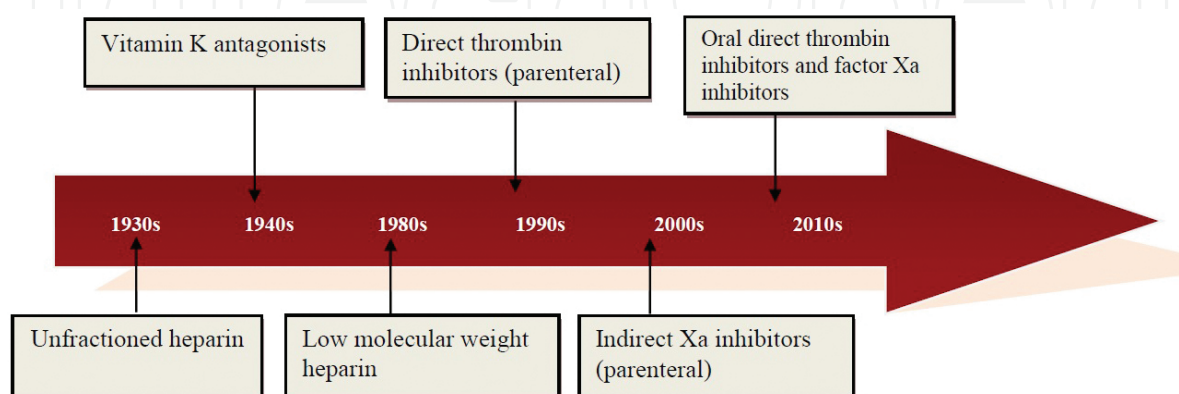 Vitamin K antagonists
Direct thrombin
inhibitors (parenteral)
Oral direct thrombin
inhibitors and factor Xa
inhibitors
1930s 1940s 1980s 1990s 2000s 2010s
Unfractioned heparin
Low molecular weight
heparin
Indirect Xa inhibitors
(parenteral)